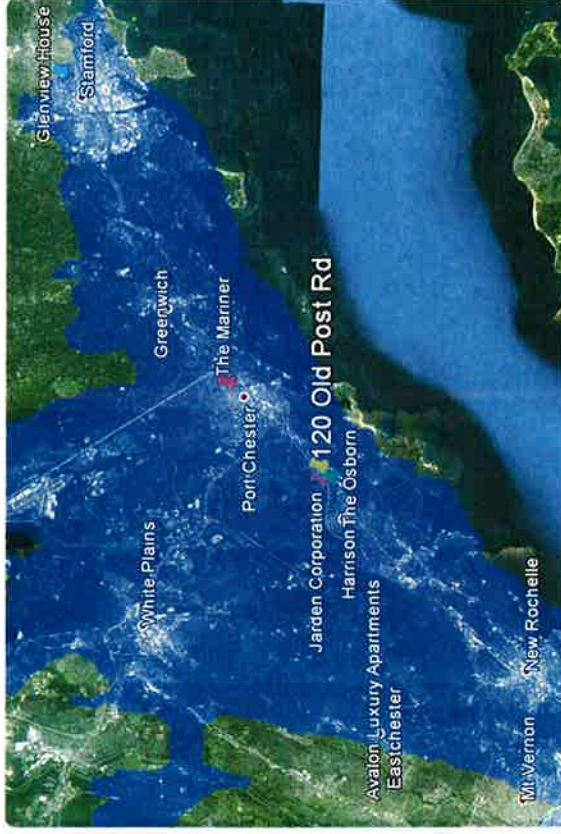 Glenview House
Stamford
Greenwich
The Mariner
Port Chester
White Plains
120 Old Post Rd
Jarden Corporation
Harrison The Osborn
Avalon Luxury Apartments
Eastchester
New Rochelle
Mt Vernon